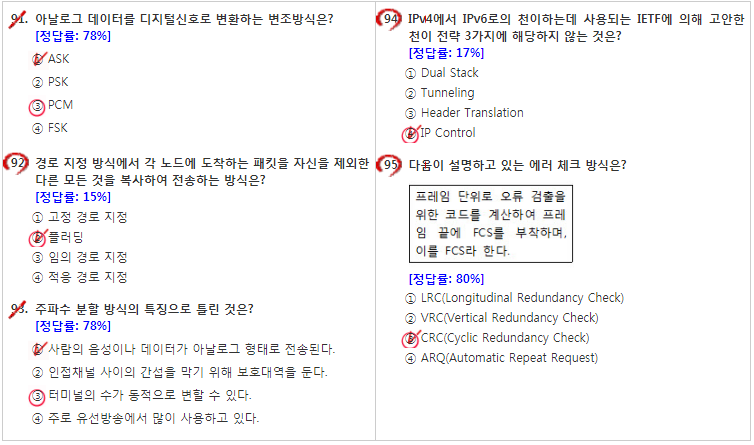 91. 아날로그 데이터를 디지털신호로 변환하는 변조방식은?
[정답률: 78%]
① ASK
② PSK
③ PCM
④ FSK
92. 경로 지정 방식에서 각 노드에 도착하는 패킷을 자신을 제외한
다른 모든 것을 복사하여 전송하는 방식은?
[정답률: 15%]
① 고정 경로 지정
② 플러딩
③ 임의 경로 지정
④ 적응 경로 지정
93. 주파수 분할 방식의 특징으로 틀린 것은?
[정답률: 78%]
① 사람의 음성이나 데이터가 아날로그 형태로 전송된다.
② 인접채널 사이의 간섭을 막기 위해 보호대역을 둔다.
③ 터미널의 수가 동적으로 변할 수 있다.
④ 주로 유선방송에서 많이 사용하고 있다.
94. IPv4에서 IPv6로의 천이하는데 사용되는 IETF에 의해 고안한
천이 전략 3가지에 해당하지 않는 것은?
[정답률: 17%]
① Dual Stack
② Tunneling
③ Header Translation
④ IP Control
95. 다음이 설명하고 있는 에러 체크 방식은?
프레임 단위로 오류 검출을
위한 코드를 계산하여 프레
임 끝에 FCS를 부착하며,
이를 FCS라 한다.
[정답률: 80%]
① LRC(Longitudinal Redundancy Check)
② VRC(Vertical Redundancy Check)
③ CRC(Cyclic Redundancy Check)
④ ARQ(Automatic Repeat Request)